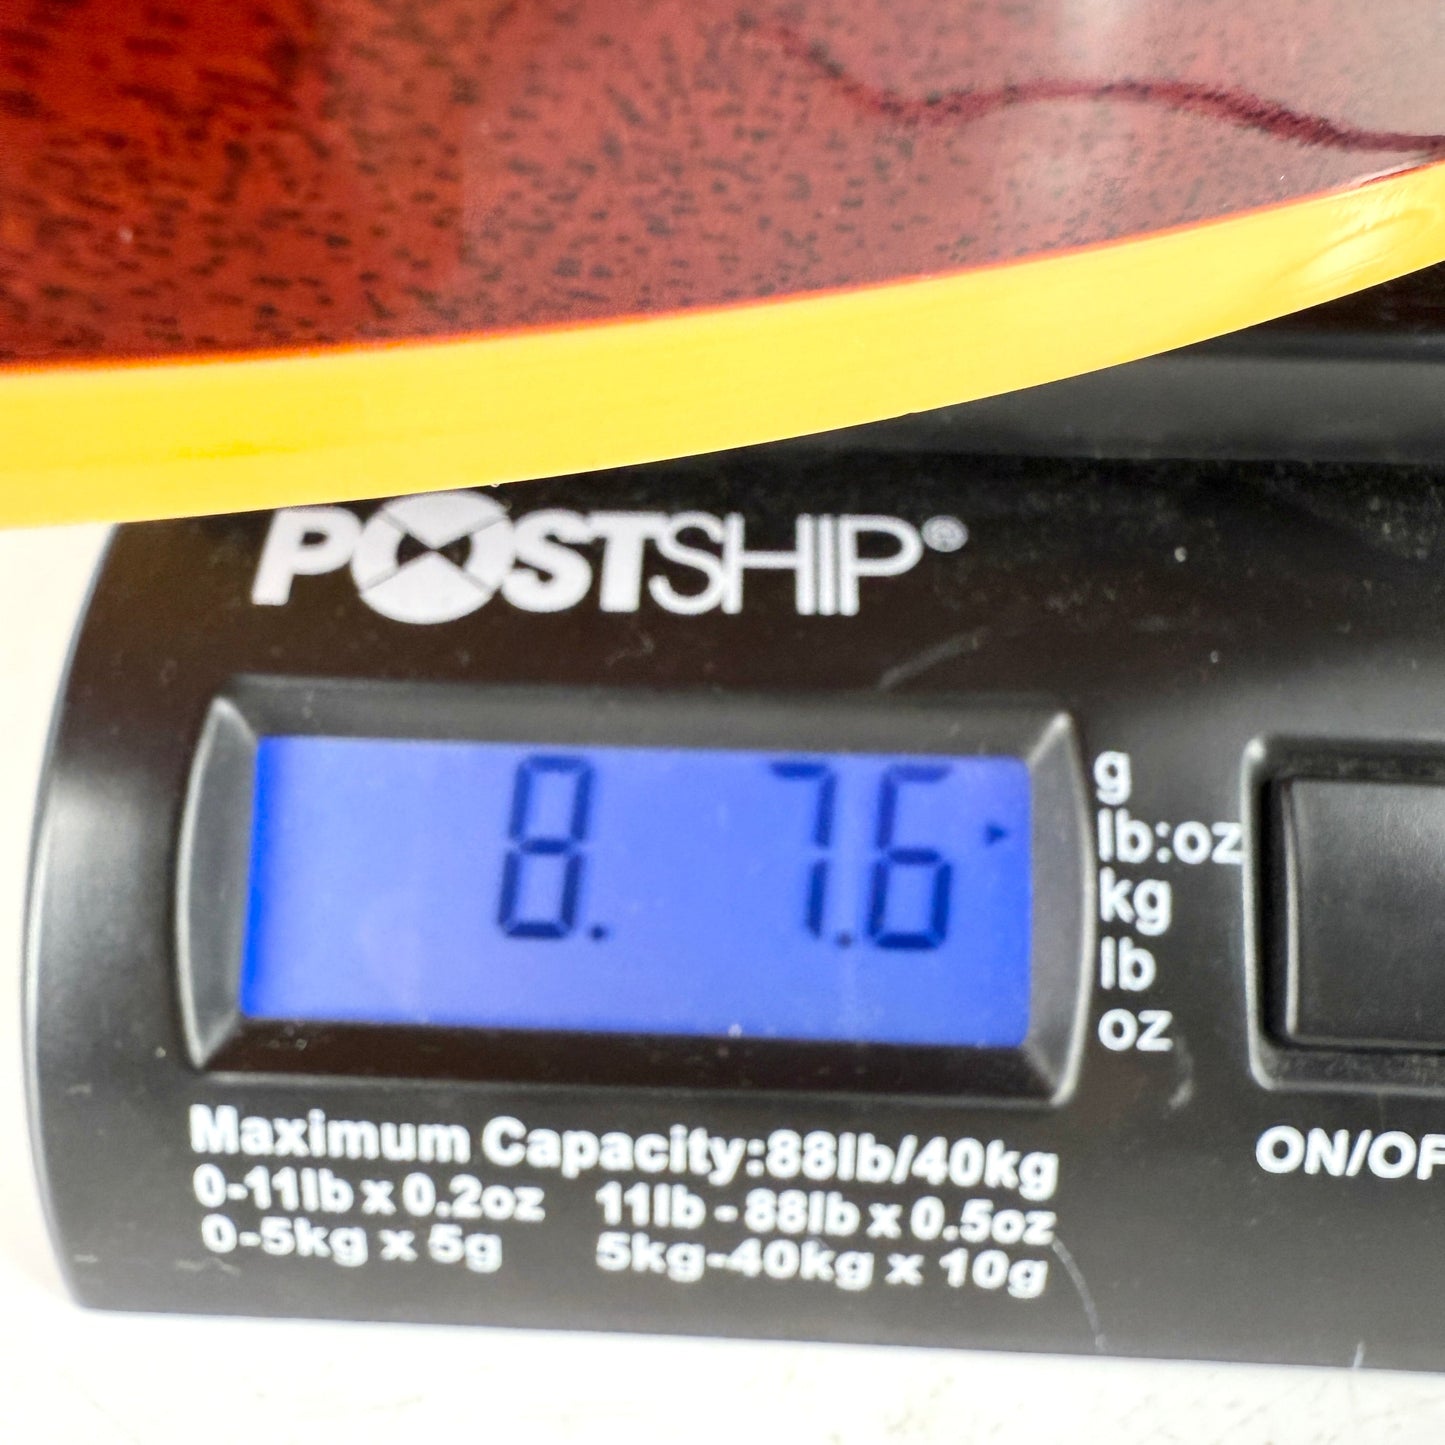 POSTSHIP®
8. 7.6
g
lb:oz
kg
lb
oz
Maximum Capacity:88lb/40kg
0-11lb x 0.2oz 11lb - 88lb x 0.5oz
0-5kg x 5g 5kg-40kg x 10g
ON/OF